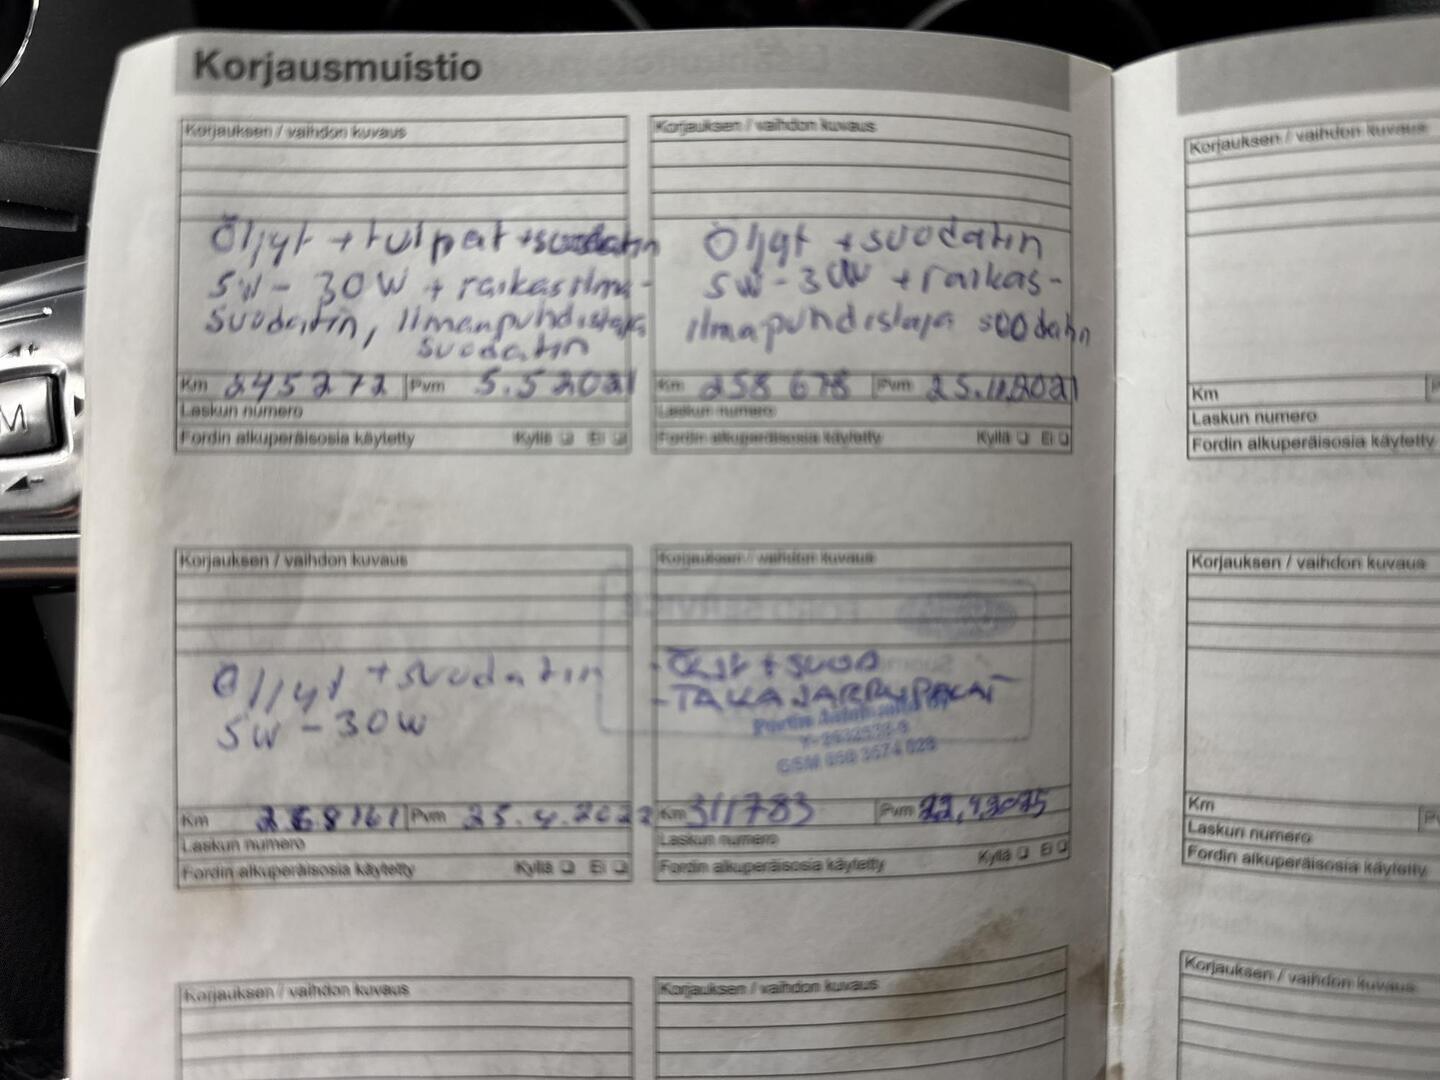 Korjausmuistio
Korjauksen / vaihdon kuvaus
Öljyt + tulpat + suodatin
5W - 30W + raikasilma-
suodatin, ilmanpuhdistaja
suodatin
Km 245272 Pvm 5.5.2021
Laskun numero
Fordin alkuperäisosia käytetty Kyllä Ei
Korjauksen / vaihdon kuvaus
Öljyt + suodatin
5W-30W + raikas-
ilmapuhdistaja suodatin
Km 258 678 Pvm 25.11.2021
Laskun numero
Fordin alkuperäisosia käytetty Kyllä Ei
Korjauksen / vaihdon kuvaus
Öljyt + suodatin
5W - 30W
Km 268161 Pvm 25.4.2022
Laskun numero
Fordin alkuperäisosia käytetty Kyllä Ei
Korjauksen / vaihdon kuvaus
- ÖLJYT + SUOD
- TAKAJARRUPALAT
Km 311783 Pvm
Laskun numero
Fordin alkuperäisosia käytetty Kyllä Ei
Korjauksen / vaihdon kuvaus
Korjauksen / vaihdon kuvaus
Korjauksen / vaihdon kuvaus
Km
Laskun numero
Fordin alkuperäisosia käytetty
Korjauksen / vaihdon kuvaus
Km
Laskun numero
Fordin alkuperäisosia käytetty
Korjauksen / vaihdon kuvaus
M